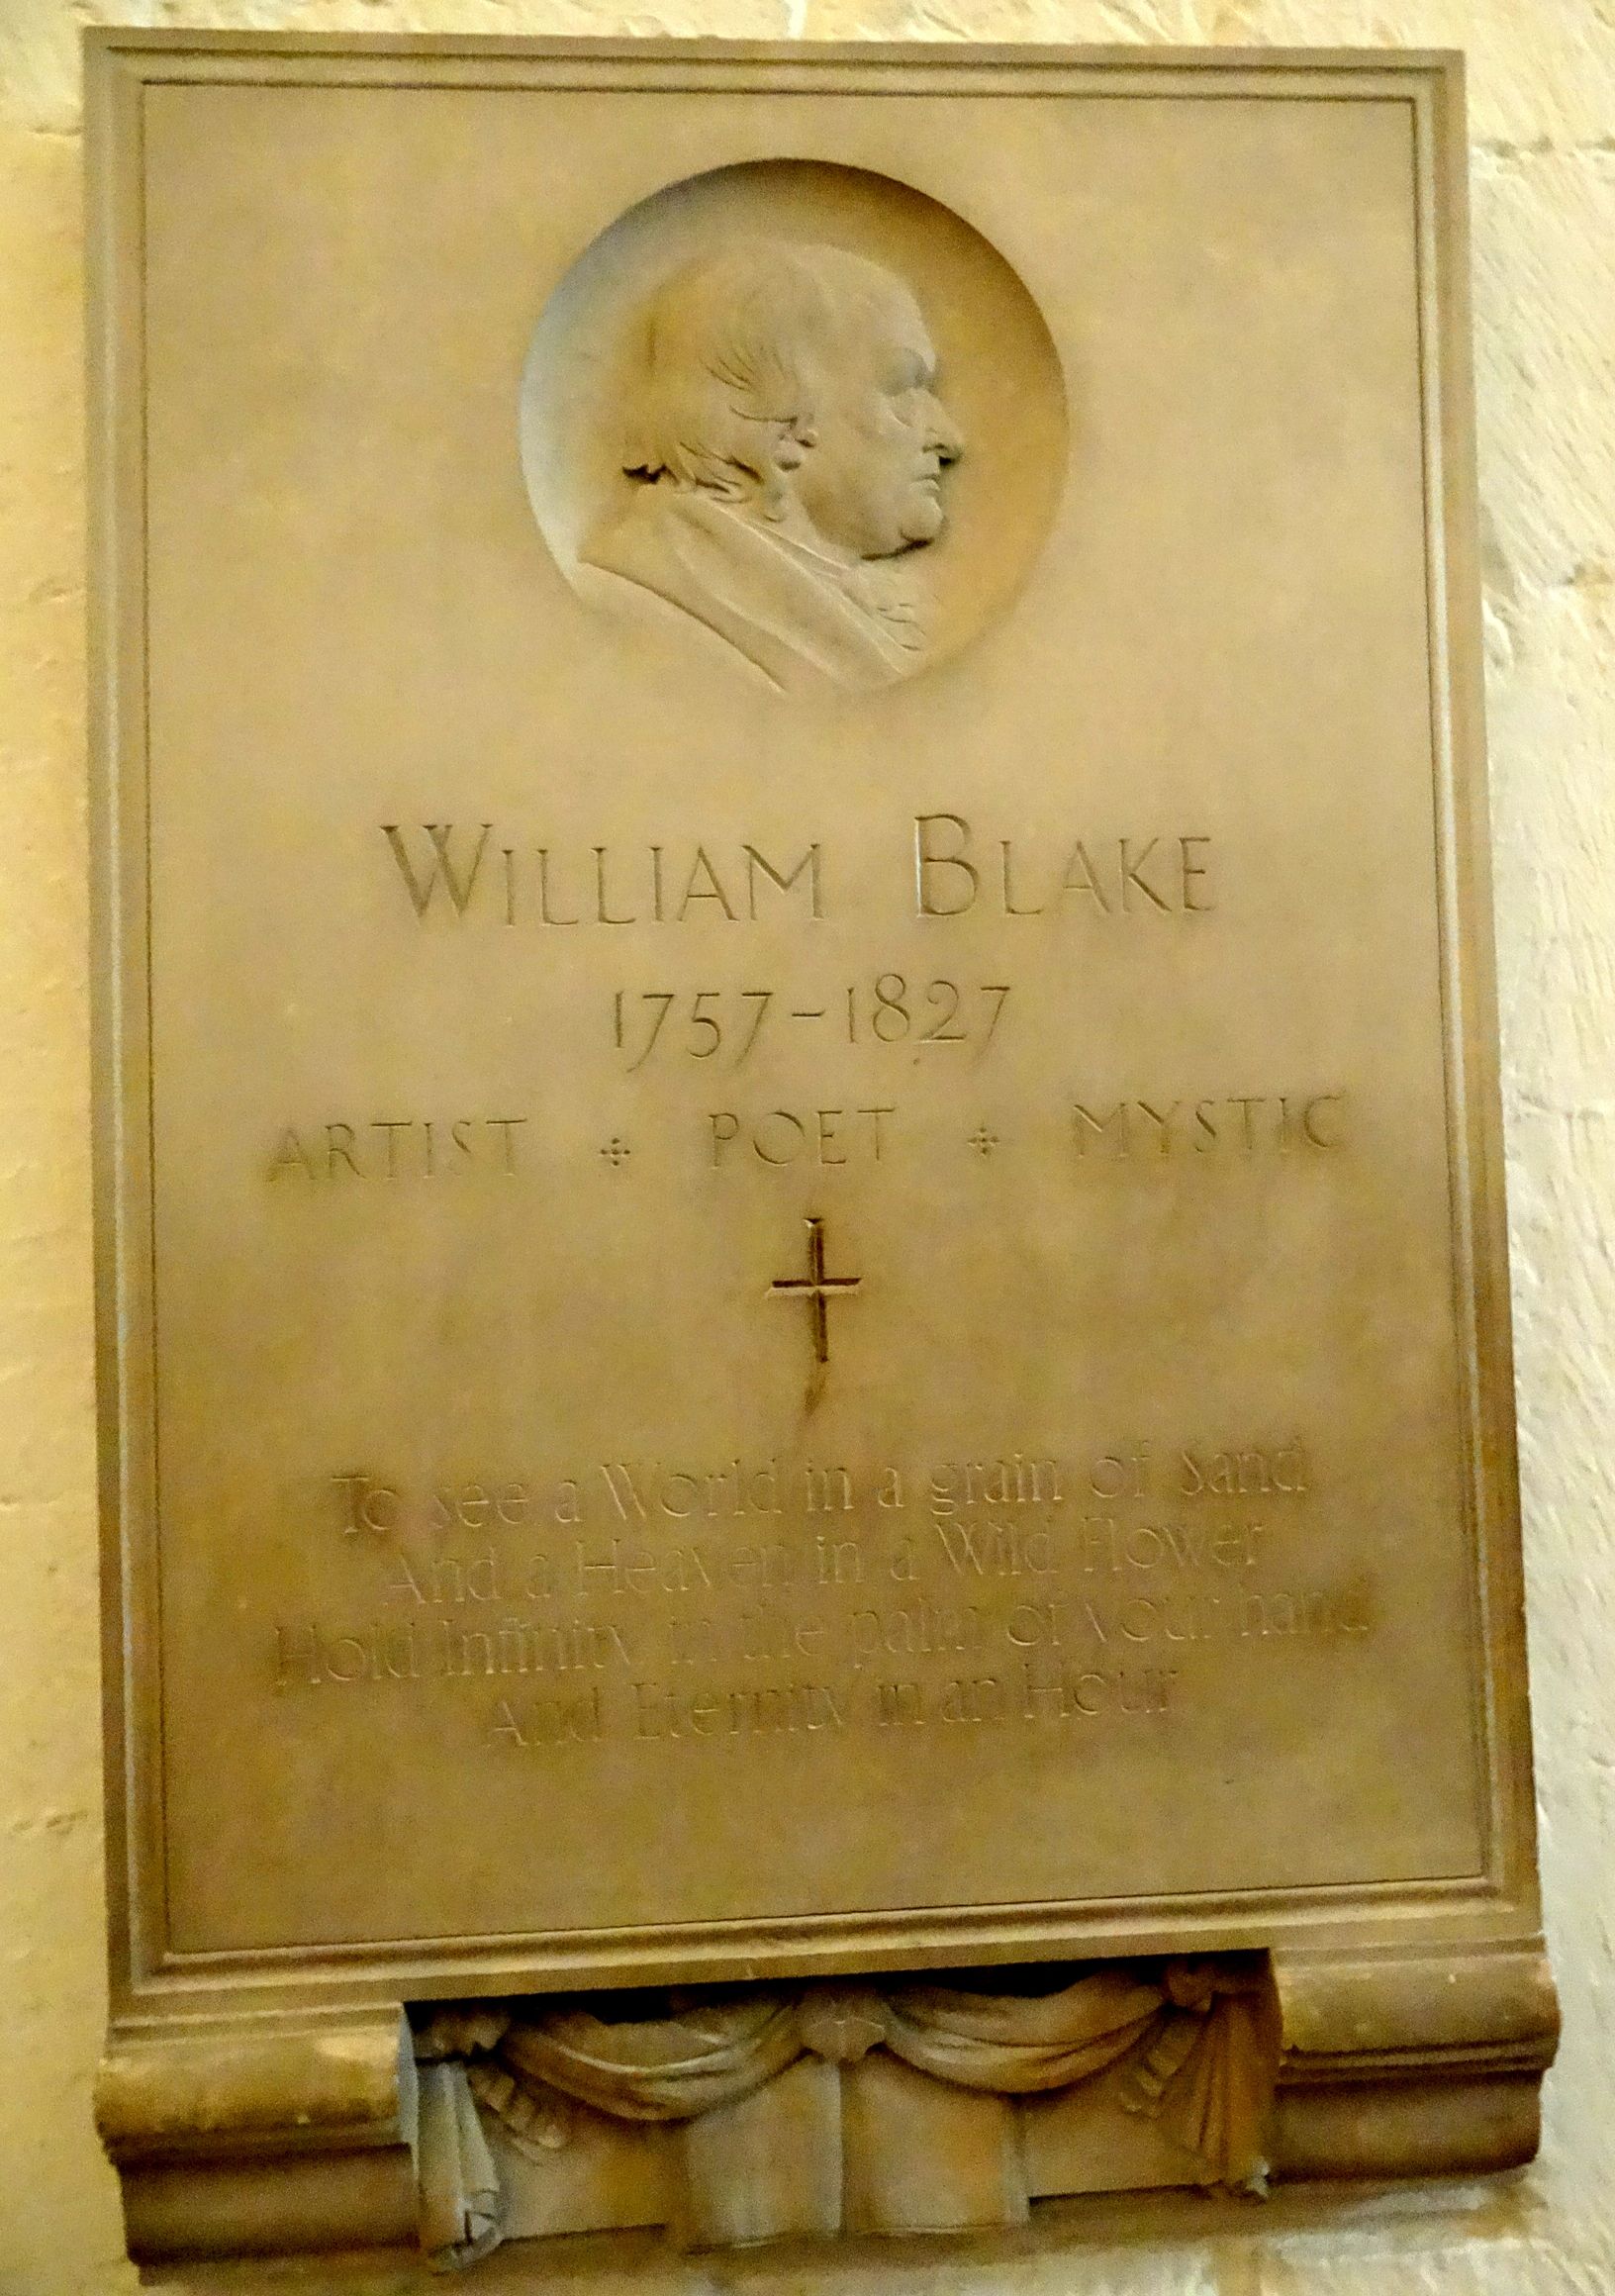 WILLIAM BLAKE
1757-1827
ARTIST POET MYSTIC
To see a World in a grain of Sand
And a Heaven in a Wild Flower
Hold Infinity in the palm of your hand
And Eternity in an Hour